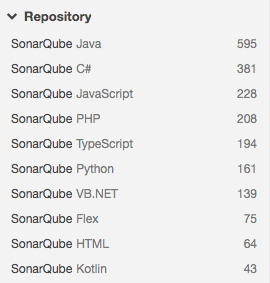 Repository
SonarQube Java 595
SonarQube C# 381
SonarQube JavaScript 228
SonarQube PHP 208
SonarQube TypeScript 194
SonarQube Python 161
SonarQube VB.NET 139
SonarQube Flex 75
SonarQube HTML 64
SonarQube Kotlin 43